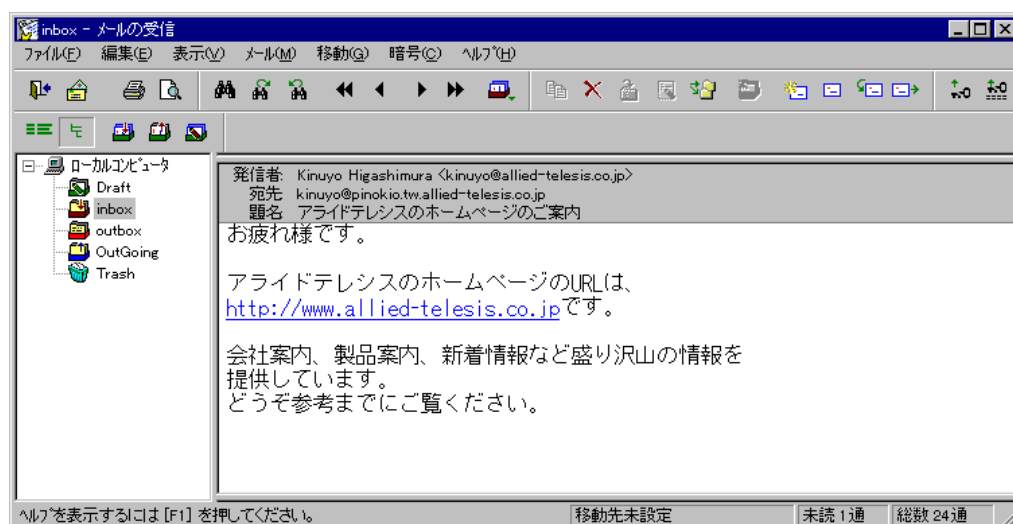 inbox - メールの受信
ファイル(F) 編集(E) 表示(V) メール(M) 移動(G) 暗号(C) ヘルプ(H)
ローカルコンピュータ
Draft
inbox
outbox
OutGoing
Trash
発信者: Kinuyo Higashimura <kinuyo@allied-telesis.co.jp>
宛先 kinuyo@pinokio.tw.allied-telesis.co.jp
題名 アライドテレシスのホームページのご案内
お疲れ様です。
アライドテレシスのホームページのURLは、
http://www.allied-telesis.co.jpです。
会社案内、製品案内、新着情報など盛り沢山の情報を
提供しています。
どうぞ参考までにご覧ください。
ヘルプを表示するには [F1] を押してください。 移動先未設定 未読 1通 総数 24通